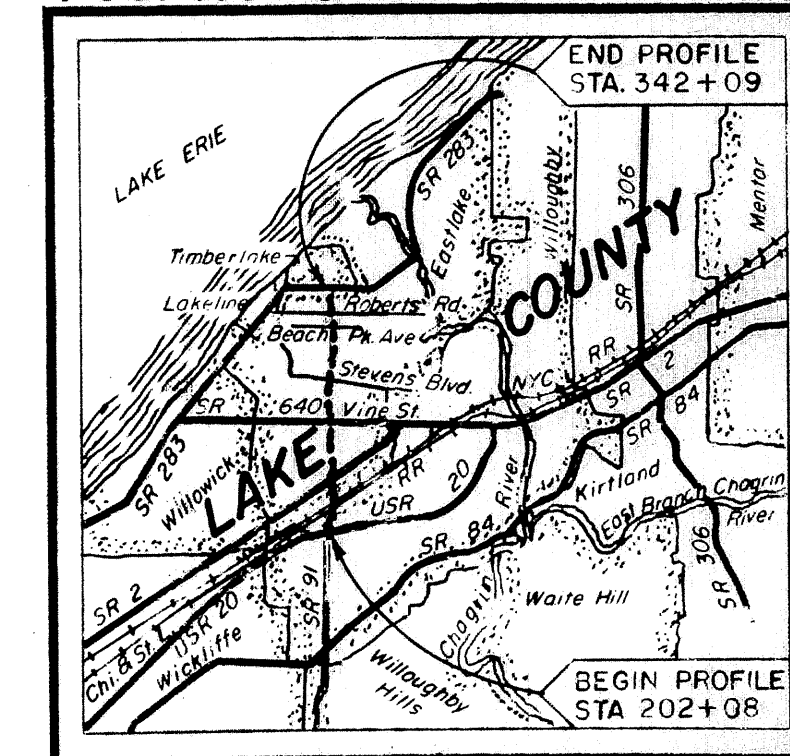 END PROFILE
STA. 342+09
LAKE ERIE
SR 283
Eastlake
Willoughby
306
SR
Mentor
COUNTY
Timberlake
Lakeline
Roberts Rd.
Beach Pk. Ave
Stevens Blvd.
NYC
RR
SR 2
SR 84
SR 640 Vine St.
SR 283
Willowick
LAKE
RR
USR 20
River
Kirtland
East Branch Chagrin
River
SR 84
SR 306
SR 2
USR 20
SR 91
Chi. & St. L
Wickliffe
Chagrin
Waite Hill
Willoughby
Hills
BEGIN PROFILE
STA 202+08